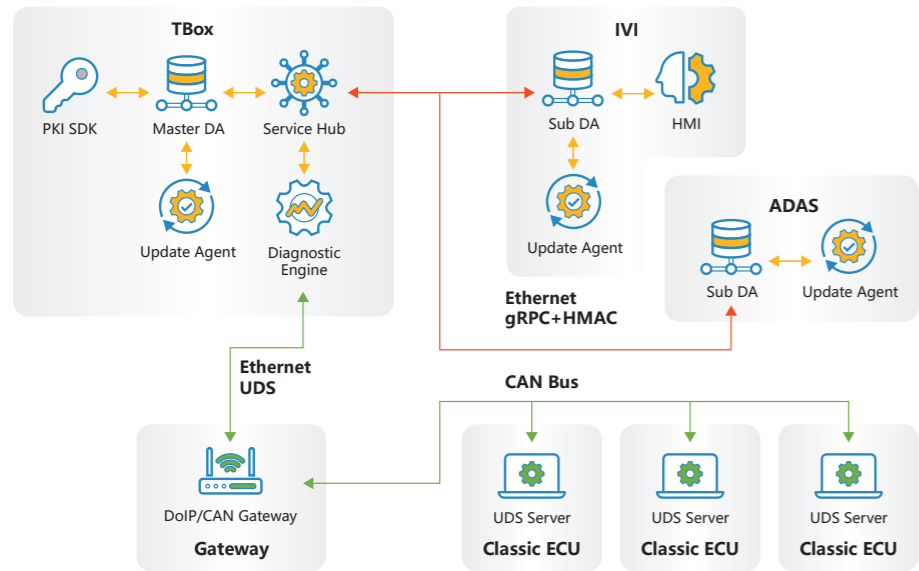 TBox
PKI SDK
Master DA
Service Hub
Update Agent
Diagnostic
Engine
IVI
Sub DA
HMI
Update Agent
ADAS
Sub DA
Update Agent
Ethernet
gRPC+HMAC
Ethernet
UDS
CAN Bus
DoIP/CAN Gateway
Gateway
UDS Server
Classic ECU
UDS Server
Classic ECU
UDS Server
Classic ECU